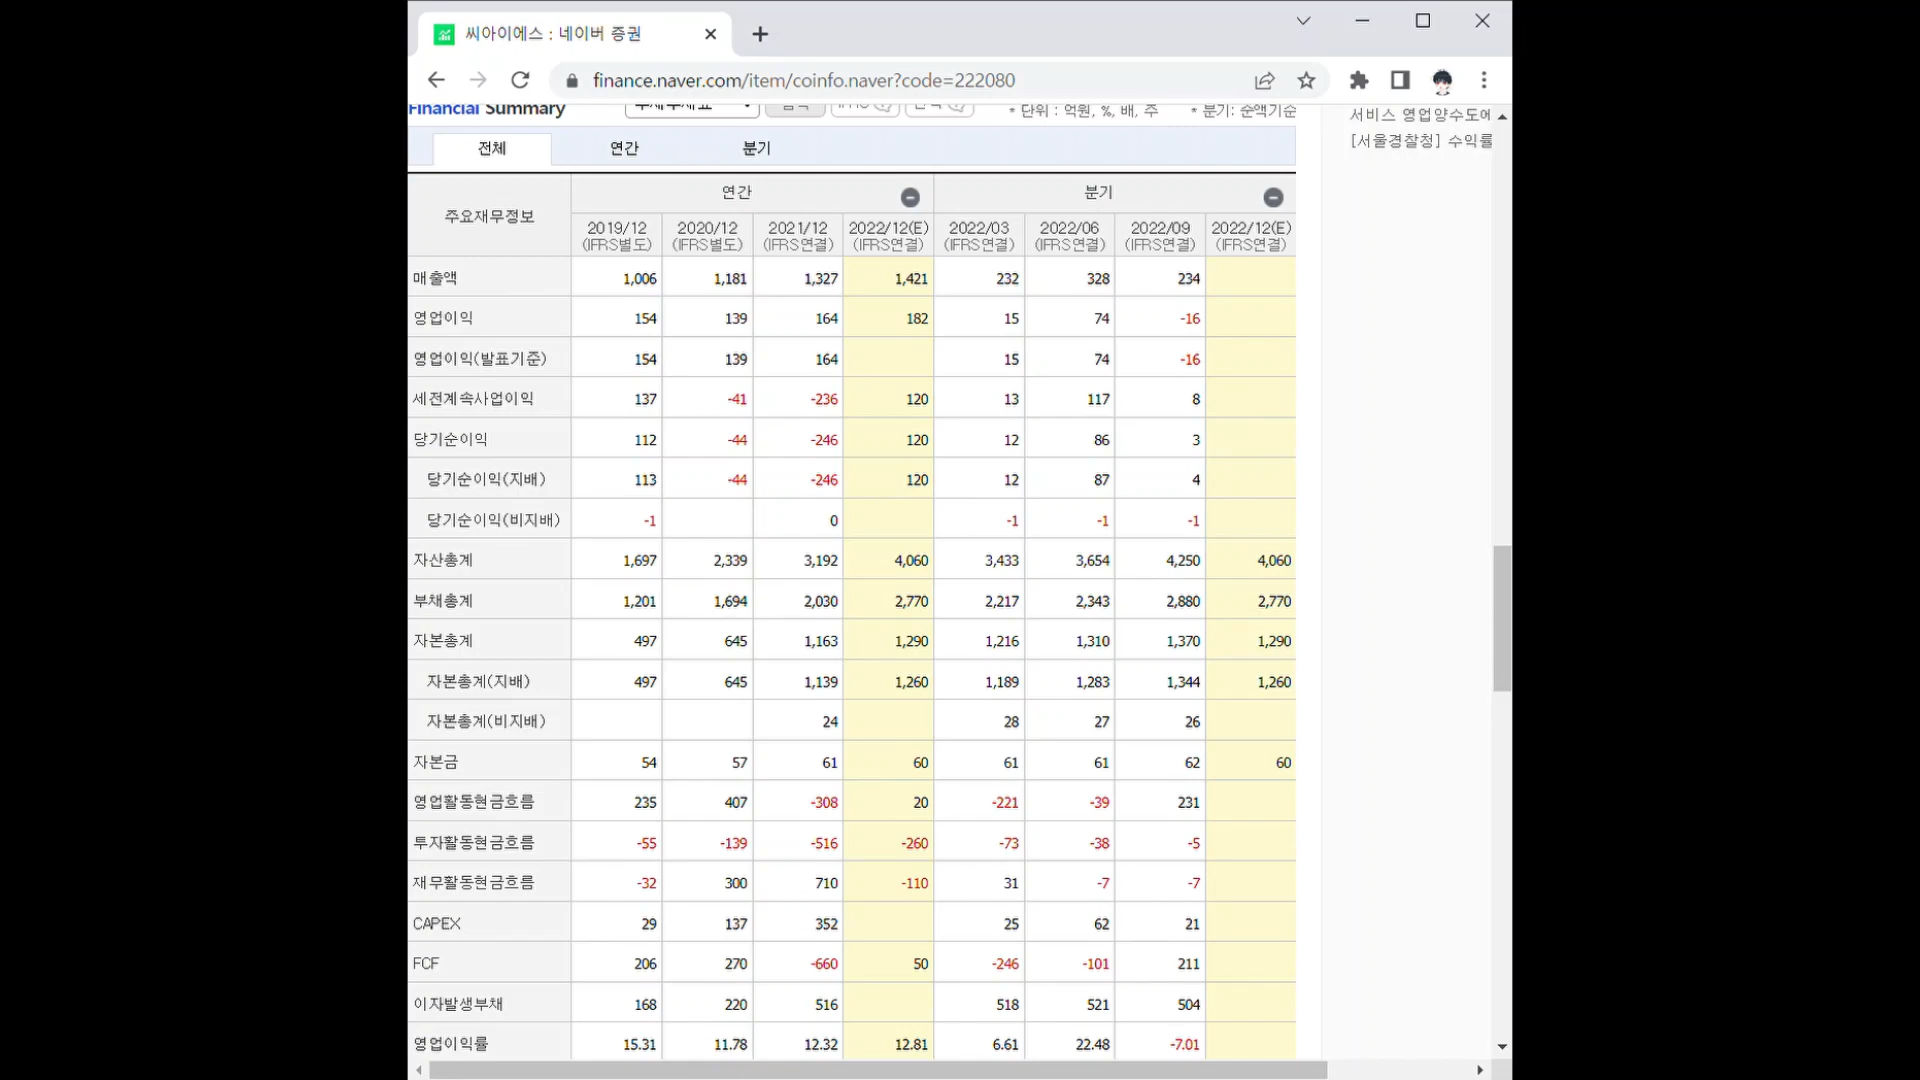 씨아이에스 : 네이버 증권
finance.naver.com/item/coinfo.naver?code=222080
Financial Summary
* 단위 : 억원, %, 배, 주 * 분기: 순액기준
서비스 영업양수도에
[서울경찰청] 수익률
전체 연간 분기
주요재무정보 연간 분기
2019/12 2020/12 2021/12 2022/12(E) 2022/03 2022/06 2022/09 2022/12(E)
(IFRS별도) (IFRS별도) (IFRS연결) (IFRS연결) (IFRS연결) (IFRS연결) (IFRS연결) (IFRS연결)
매출액 1,006 1,181 1,327 1,421 232 328 234
영업이익 154 139 164 182 15 74 -16
영업이익(발표기준) 154 139 164 15 74 -16
세전계속사업이익 137 -41 -236 120 13 117 8
당기순이익 112 -44 -246 120 12 86 3
당기순이익(지배) 113 -44 -246 120 12 87 4
당기순이익(비지배) -1 0 -1 -1 -1
자산총계 1,697 2,339 3,192 4,060 3,433 3,654 4,250 4,060
부채총계 1,201 1,694 2,030 2,770 2,217 2,343 2,880 2,770
자본총계 497 645 1,163 1,290 1,216 1,310 1,370 1,290
자본총계(지배) 497 645 1,139 1,260 1,189 1,283 1,344 1,260
자본총계(비지배) 24 28 27 26
자본금 54 57 61 60 61 61 62 60
영업활동현금흐름 235 407 -308 20 -221 -39 231
투자활동현금흐름 -55 -139 -516 -260 -73 -38 -5
재무활동현금흐름 -32 300 710 -110 31 -7 -7
CAPEX 29 137 352 25 62 21
FCF 206 270 -660 50 -246 -101 211
이자발생부채 168 220 516 518 521 504
영업이익률 15.31 11.78 12.32 12.81 6.61 22.48 -7.01